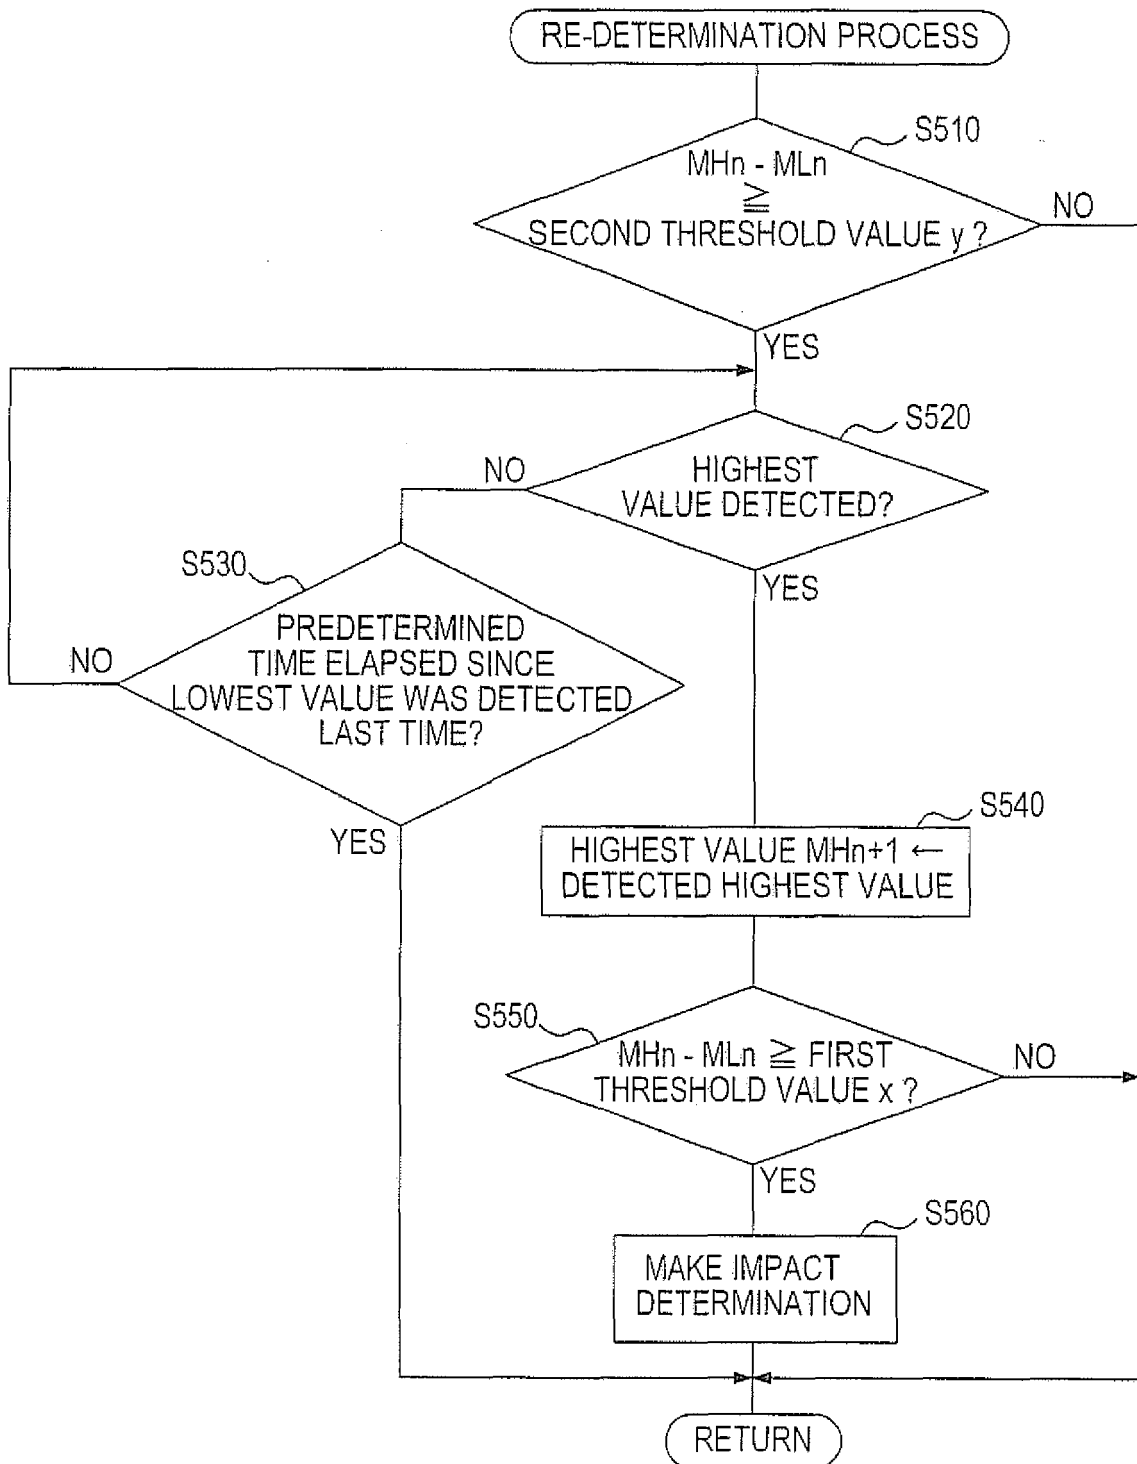 RE-DETERMINATION PROCESS
S510
MHn - MLn
≧
SECOND THRESHOLD VALUE y ?
NO
YES
S520
HIGHEST
VALUE DETECTED?
NO
YES
S530
PREDETERMINED
TIME ELAPSED SINCE
LOWEST VALUE WAS DETECTED
LAST TIME?
NO
YES
S540
HIGHEST VALUE MHn+1 ←
DETECTED HIGHEST VALUE
S550
MHn - MLn ≧ FIRST
THRESHOLD VALUE x ?
NO
YES
S560
MAKE IMPACT
DETERMINATION
RETURN